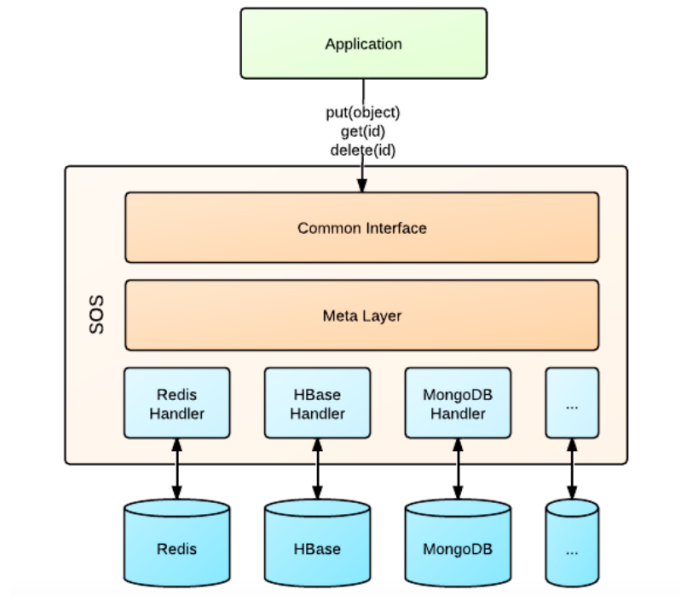 Application
put(object)
get(id)
delete(id)
SOS
Common Interface
Meta Layer
Redis
Handler
HBase
Handler
MongoDB
Handler
...
Redis
HBase
MongoDB
...